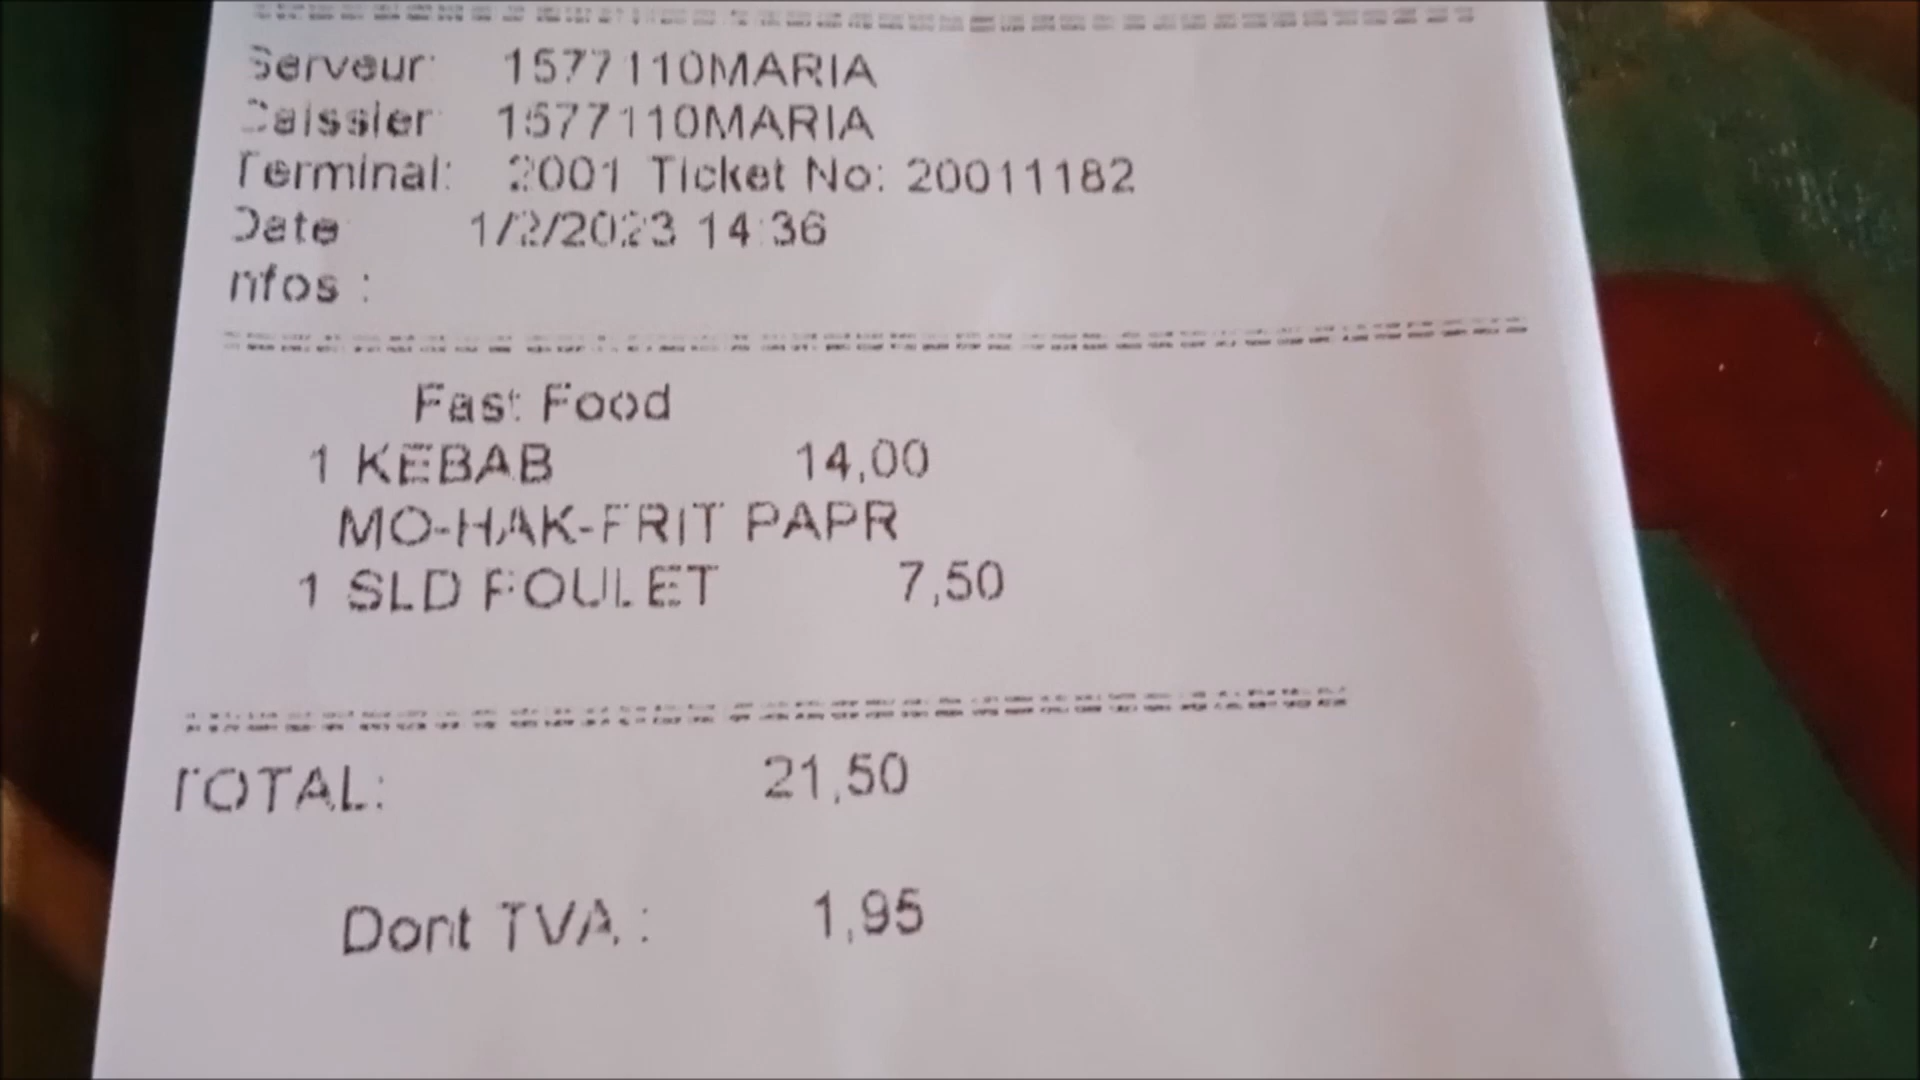 Serveur: 1577110MARIA
Caissier: 1577110MARIA
Terminal: 2001 Ticket No: 20011182
Date 1/2/2023 14:36
Infos :
Fast Food
1 KEBAB 14,00
MO-HAK-FRIT PAPR
1 SLD POULET 7,50
TOTAL: 21,50
Dont TVA : 1,95